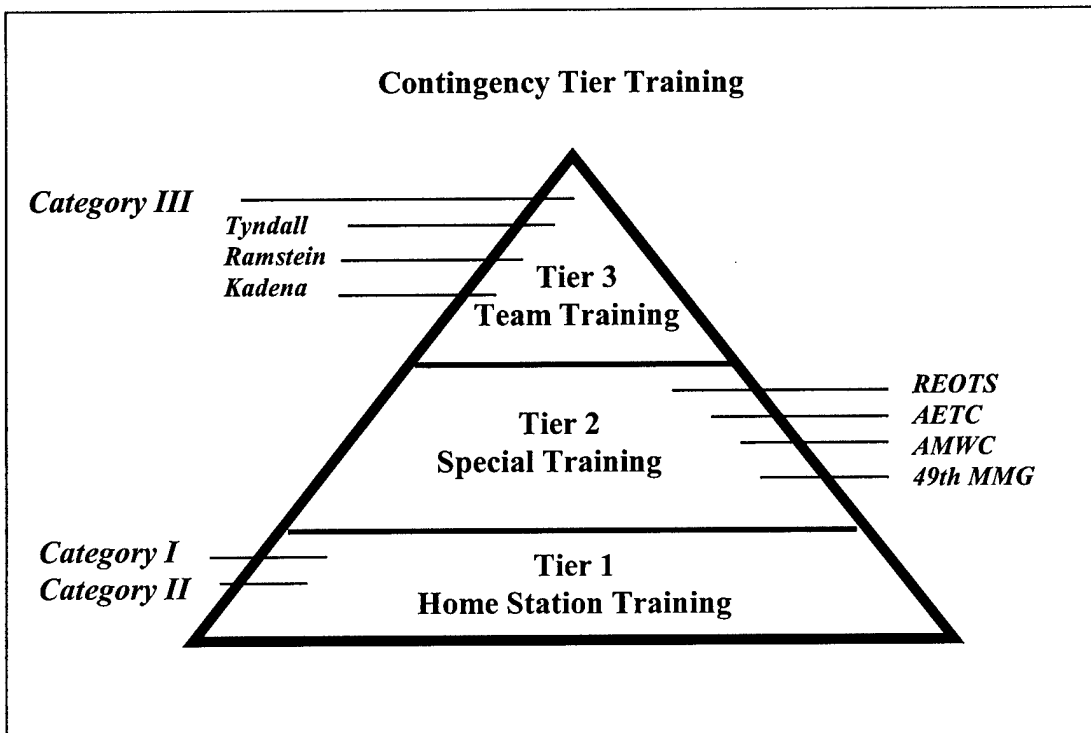 Contingency Tier Training
Category III
Tyndall
Ramstein
Kadena
Tier 3
Team Training
REOTS
AETC
AMWC
49th MMG
Tier 2
Special Training
Category I
Category II
Tier 1
Home Station Training